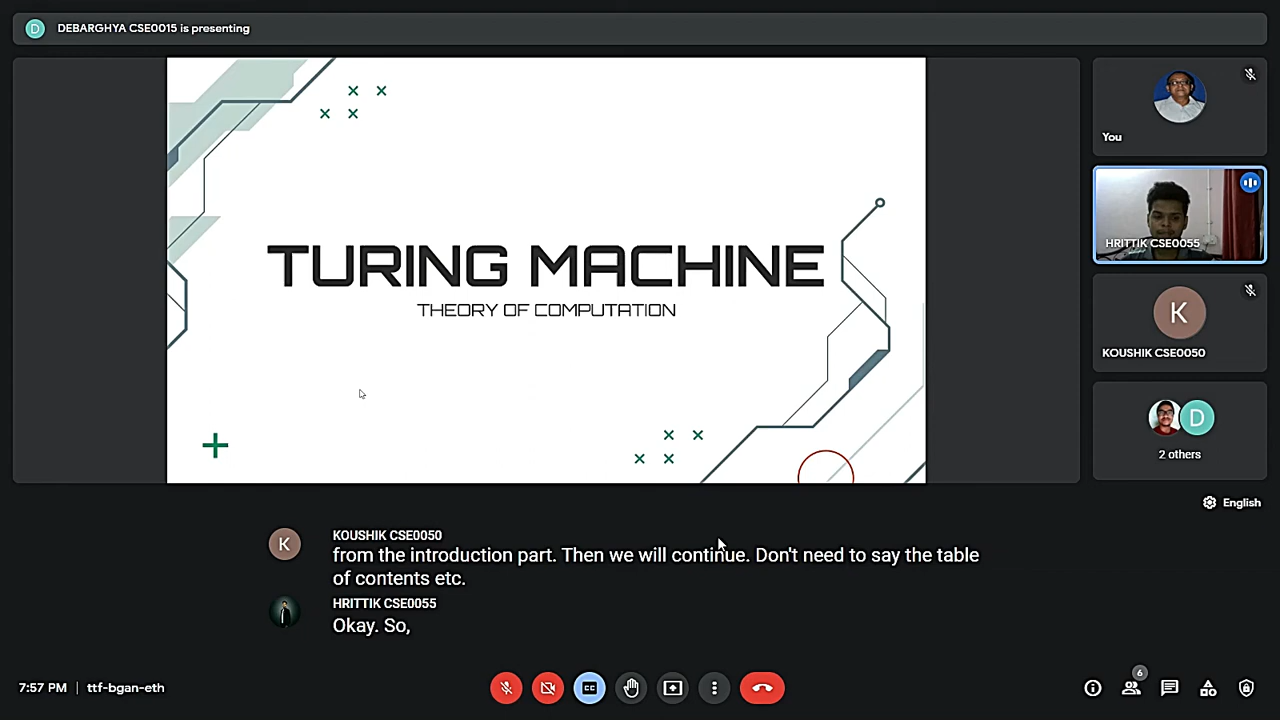 D DEBARGHYA CSE0015 is presenting
TURING MACHINE
THEORY OF COMPUTATION
You
HRITTIK CSE0055
K
KOUSHIK CSE0050
D
2 others
English
K
KOUSHIK CSE0050
from the introduction part. Then we will continue. Don't need to say the table
of contents etc.
HRITTIK CSE0055
Okay. So,
7:57 PM | ttf-bgan-eth
CC
6